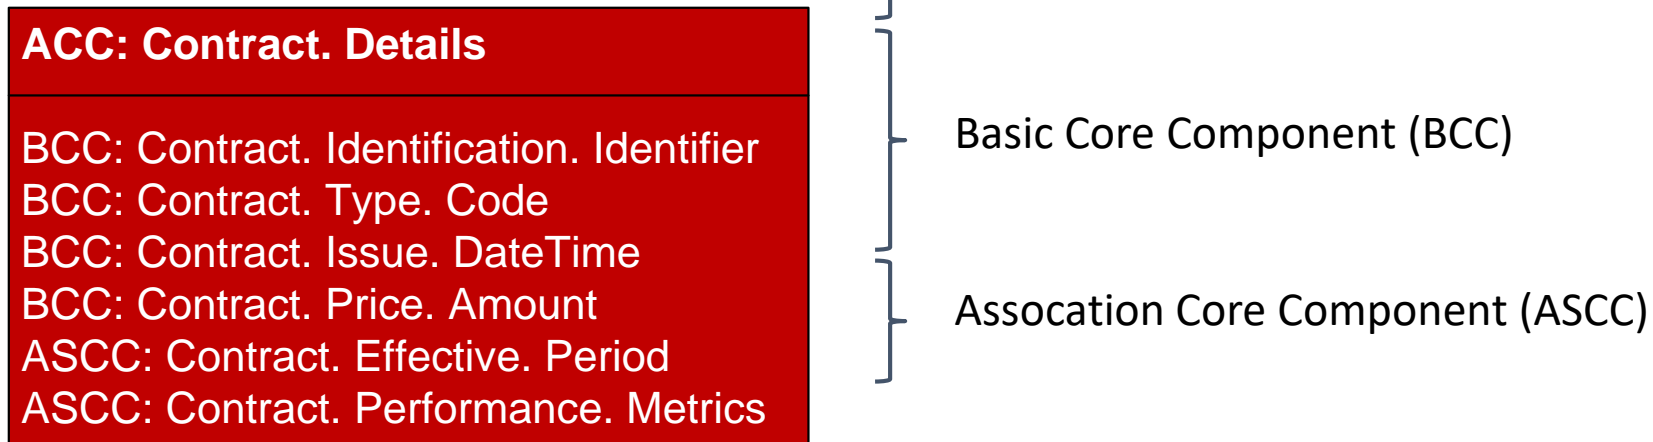 ACC: Contract. Details
BCC: Contract. Identification. Identifier
BCC: Contract. Type. Code
BCC: Contract. Issue. DateTime
BCC: Contract. Price. Amount
ASCC: Contract. Effective. Period
ASCC: Contract. Performance. Metrics
Basic Core Component (BCC)
Assocation Core Component (ASCC)